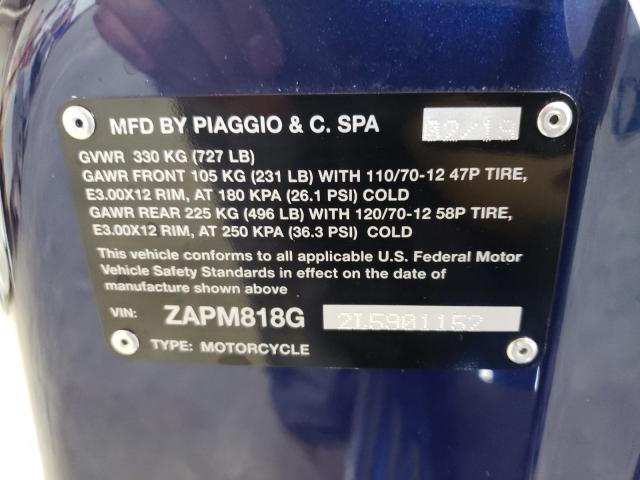 MFD BY PIAGGIO & C. SPA
GVWR 330 KG (727 LB)
GAWR FRONT 105 KG (231 LB) WITH 110/70-12 47P TIRE,
E3.00X12 RIM, AT 180 KPA (26.1 PSI) COLD
GAWR REAR 225 KG (496 LB) WITH 120/70-12 58P TIRE,
E3.00X12 RIM, AT 250 KPA (36.3 PSI) COLD
This vehicle conforms to all applicable U.S. Federal Motor
Vehicle Safety Standards in effect on the date of
manufacture shown above
VIN: ZAPM818G 2L5901152
TYPE: MOTORCYCLE